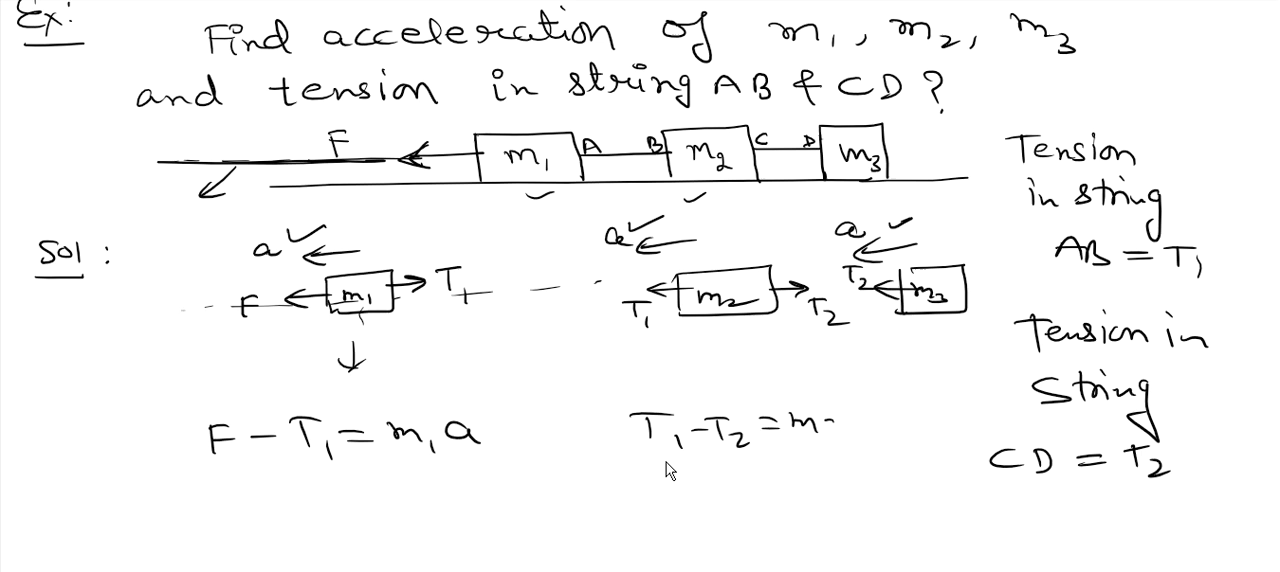 Ex:
Find acceleration of m₁, m₂, m₃
and tension in string AB & CD?
F m₁ A B m₂ C D m₃
Tension
in string
AB = T₁
Sol :
a a a
F m₁ T₁ T₁ m₂ T₂ T₂ m₃
Tension in
string
CD = T₂
F - T₁ = m₁ a
T₁ - T₂ = m